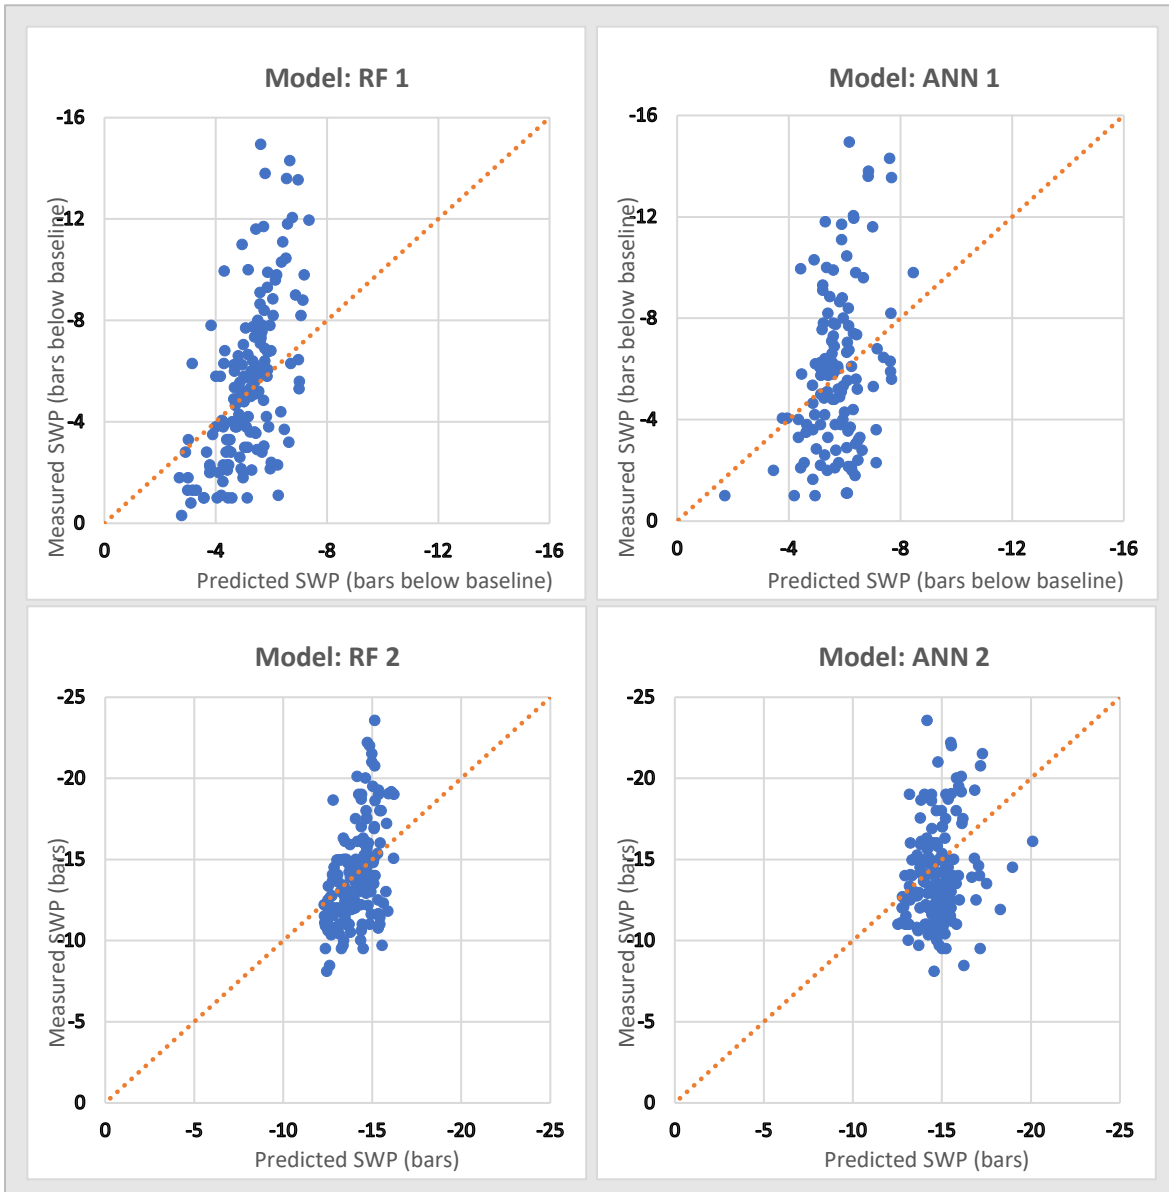 Model: RF 1
Measured SWP (bars below baseline)
-16
-12
-8
-4
0
0 -4 -8 -12 -16
Predicted SWP (bars below baseline)
Model: ANN 1
Measured SWP (bars below baseline)
-16
-12
-8
-4
0
0 -4 -8 -12 -16
Predicted SWP (bars below baseline)
Model: RF 2
Measured SWP (bars)
-25
-20
-15
-10
-5
0
0 -5 -10 -15 -20 -25
Predicted SWP (bars)
Model: ANN 2
Measured SWP (bars)
-25
-20
-15
-10
-5
0
0 -5 -10 -15 -20 -25
Predicted SWP (bars)